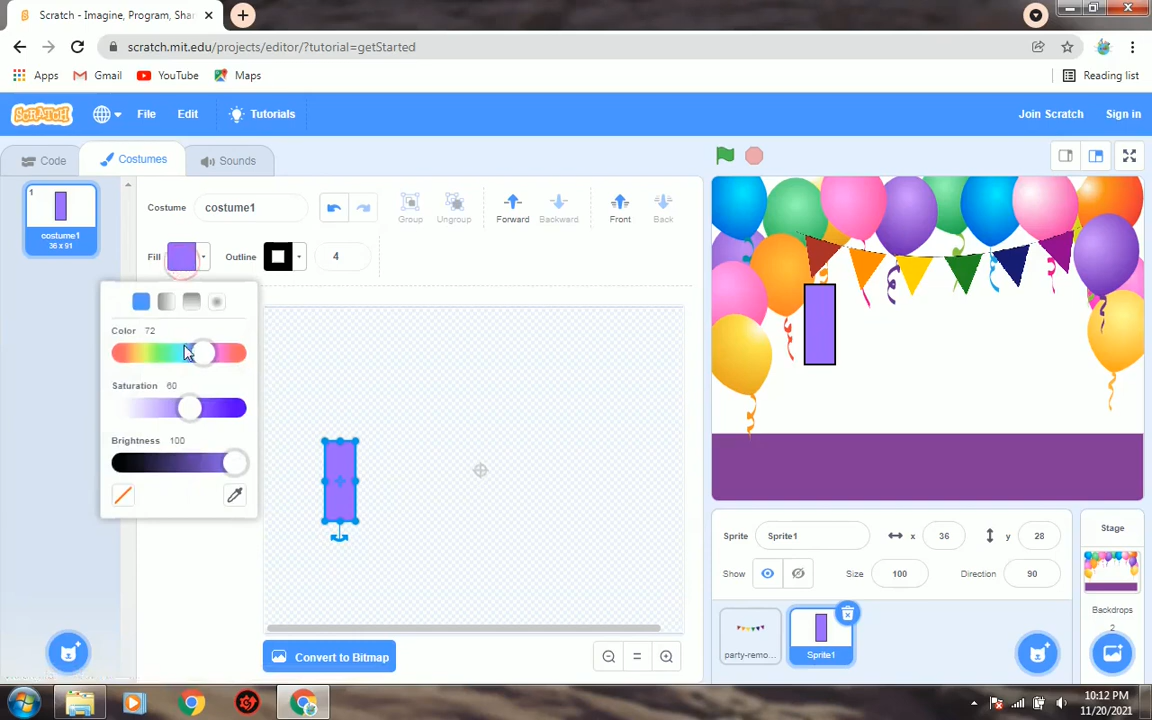 Scratch - Imagine, Program, Shar
scratch.mit.edu/projects/editor/?tutorial=getStarted
Apps Gmail YouTube Maps Reading list
SCRATCH File Edit Tutorials Join Scratch Sign in
Code Costumes Sounds
1
costume1
36 x 91
Costume costume1 Group Ungroup Forward Backward Front Back
Fill Outline 4
Color 72
Saturation 60
Brightness 100
Convert to Bitmap
Sprite Sprite1 x 36 y 28
Show Size 100 Direction 90
party-remo...
Sprite1
Stage
Backdrops
2
10:12 PM
11/20/2021